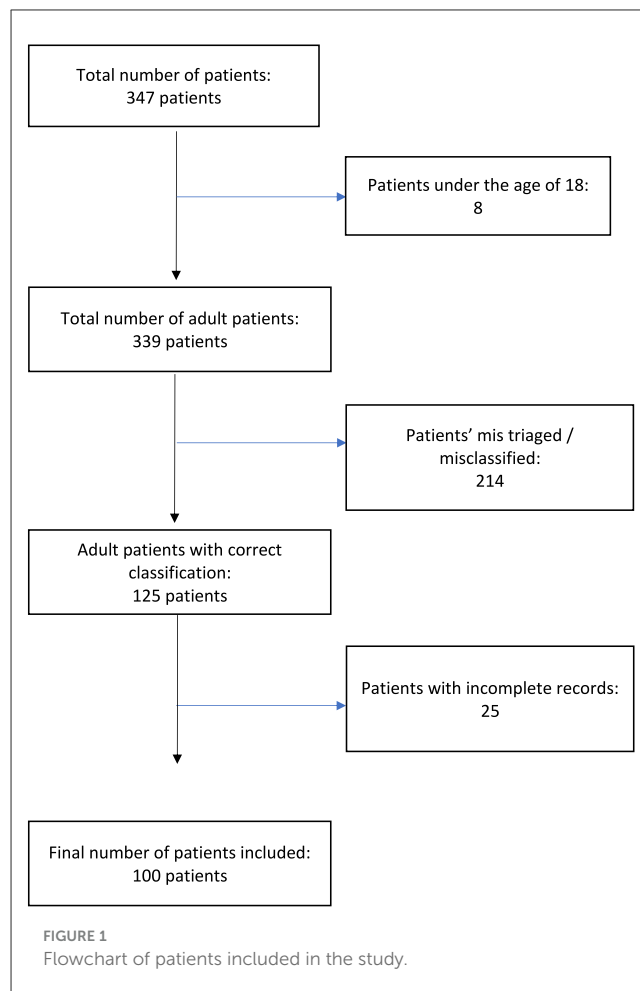 Total number of patients:
347 patients
Patients under the age of 18:
8
Total number of adult patients:
339 patients
Patients' mis triaged /
misclassified:
214
Adult patients with correct
classification:
125 patients
Patients with incomplete records:
25
Final number of patients included:
100 patients
FIGURE 1
Flowchart of patients included in the study.